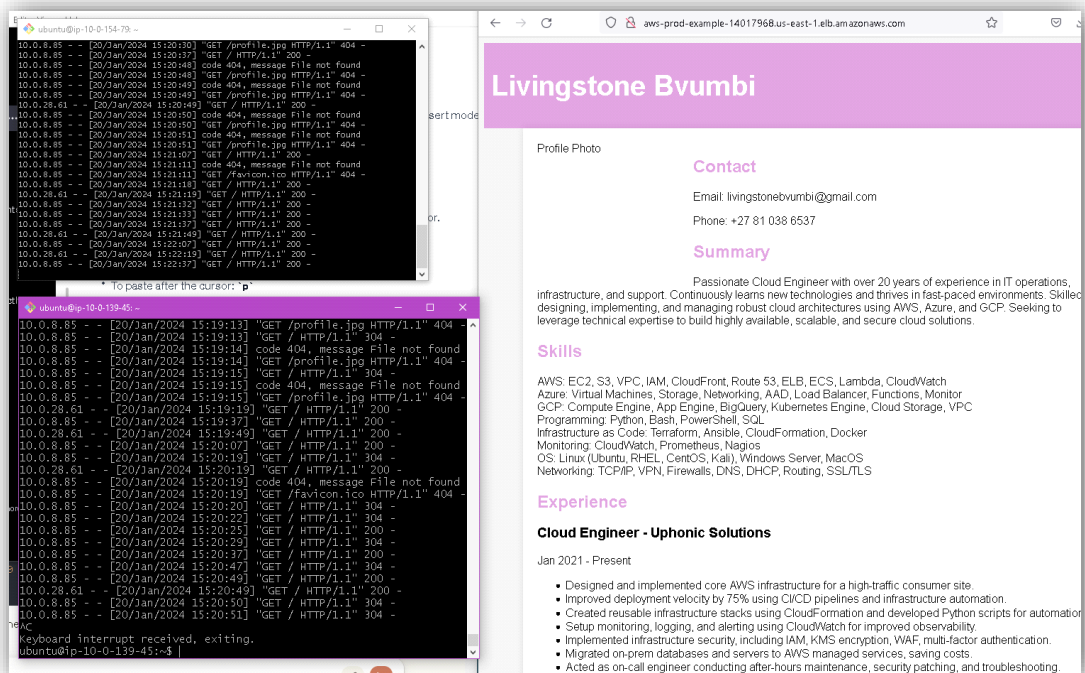 ubuntu@ip-10-0-154-79: ~
10.0.8.85 - - [20/Jan/2024 15:20:30] "GET /profile.jpg HTTP/1.1" 404 -
10.0.8.85 - - [20/Jan/2024 15:20:37] "GET / HTTP/1.1" 200 -
10.0.8.85 - - [20/Jan/2024 15:20:48] code 404, message File not found
10.0.8.85 - - [20/Jan/2024 15:20:48] "GET /profile.jpg HTTP/1.1" 404 -
10.0.8.85 - - [20/Jan/2024 15:20:49] code 404, message File not found
10.0.8.85 - - [20/Jan/2024 15:20:49] "GET /profile.jpg HTTP/1.1" 404 -
10.0.28.61 - - [20/Jan/2024 15:20:49] "GET / HTTP/1.1" 200 -
10.0.8.85 - - [20/Jan/2024 15:20:50] code 404, message File not found
10.0.8.85 - - [20/Jan/2024 15:20:50] "GET /profile.jpg HTTP/1.1" 404 -
10.0.8.85 - - [20/Jan/2024 15:20:51] code 404, message File not found
10.0.8.85 - - [20/Jan/2024 15:20:51] "GET /profile.jpg HTTP/1.1" 404 -
10.0.8.85 - - [20/Jan/2024 15:21:07] "GET / HTTP/1.1" 200 -
10.0.8.85 - - [20/Jan/2024 15:21:11] code 404, message File not found
10.0.8.85 - - [20/Jan/2024 15:21:11] "GET /favicon.ico HTTP/1.1" 404 -
10.0.8.85 - - [20/Jan/2024 15:21:18] "GET / HTTP/1.1" 200 -
10.0.28.61 - - [20/Jan/2024 15:21:19] "GET / HTTP/1.1" 200 -
10.0.8.85 - - [20/Jan/2024 15:21:32] "GET / HTTP/1.1" 200 -
10.0.8.85 - - [20/Jan/2024 15:21:33] "GET / HTTP/1.1" 200 -
10.0.8.85 - - [20/Jan/2024 15:21:37] "GET / HTTP/1.1" 200 -
10.0.28.61 - - [20/Jan/2024 15:21:49] "GET / HTTP/1.1" 200 -
10.0.8.85 - - [20/Jan/2024 15:22:07] "GET / HTTP/1.1" 200 -
10.0.28.61 - - [20/Jan/2024 15:22:19] "GET / HTTP/1.1" 200 -
10.0.8.85 - - [20/Jan/2024 15:22:37] "GET / HTTP/1.1" 200 -
sert mode
or.
• To paste after the cursor: `p`
ubuntu@ip-10-0-139-45: ~
10.0.8.85 - - [20/Jan/2024 15:19:13] "GET /profile.jpg HTTP/1.1" 404 -
10.0.8.85 - - [20/Jan/2024 15:19:13] "GET / HTTP/1.1" 304 -
10.0.8.85 - - [20/Jan/2024 15:19:14] code 404, message File not found
10.0.8.85 - - [20/Jan/2024 15:19:14] "GET /profile.jpg HTTP/1.1" 404 -
10.0.8.85 - - [20/Jan/2024 15:19:15] "GET / HTTP/1.1" 304 -
10.0.8.85 - - [20/Jan/2024 15:19:15] code 404, message File not found
10.0.8.85 - - [20/Jan/2024 15:19:15] "GET /profile.jpg HTTP/1.1" 404 -
10.0.28.61 - - [20/Jan/2024 15:19:19] "GET / HTTP/1.1" 200 -
10.0.8.85 - - [20/Jan/2024 15:19:37] "GET / HTTP/1.1" 200 -
10.0.28.61 - - [20/Jan/2024 15:19:49] "GET / HTTP/1.1" 200 -
10.0.8.85 - - [20/Jan/2024 15:20:07] "GET / HTTP/1.1" 200 -
10.0.8.85 - - [20/Jan/2024 15:20:19] "GET / HTTP/1.1" 304 -
10.0.28.61 - - [20/Jan/2024 15:20:19] "GET / HTTP/1.1" 200 -
10.0.8.85 - - [20/Jan/2024 15:20:19] code 404, message File not found
10.0.8.85 - - [20/Jan/2024 15:20:19] "GET /favicon.ico HTTP/1.1" 404 -
10.0.8.85 - - [20/Jan/2024 15:20:20] "GET / HTTP/1.1" 304 -
10.0.8.85 - - [20/Jan/2024 15:20:22] "GET / HTTP/1.1" 304 -
10.0.8.85 - - [20/Jan/2024 15:20:25] "GET / HTTP/1.1" 200 -
10.0.8.85 - - [20/Jan/2024 15:20:29] "GET / HTTP/1.1" 304 -
10.0.8.85 - - [20/Jan/2024 15:20:37] "GET / HTTP/1.1" 200 -
10.0.8.85 - - [20/Jan/2024 15:20:47] "GET / HTTP/1.1" 304 -
10.0.8.85 - - [20/Jan/2024 15:20:49] "GET / HTTP/1.1" 200 -
10.0.28.61 - - [20/Jan/2024 15:20:49] "GET / HTTP/1.1" 200 -
10.0.8.85 - - [20/Jan/2024 15:20:50] "GET / HTTP/1.1" 304 -
10.0.8.85 - - [20/Jan/2024 15:20:51] "GET / HTTP/1.1" 304 -
^C
Keyboard interrupt received, exiting.
ubuntu@ip-10-0-139-45:~$
aws-prod-example-14017968.us-east-1.elb.amazonaws.com
Livingstone Bvumbi
Profile Photo
Contact
Email: livingstonebvumbi@gmail.com
Phone: +27 81 038 6537
Summary
Passionate Cloud Engineer with over 20 years of experience in IT operations,
infrastructure, and support. Continuously learns new technologies and thrives in fast-paced environments. Skilled
designing, implementing, and managing robust cloud architectures using AWS, Azure, and GCP. Seeking to
leverage technical expertise to build highly available, scalable, and secure cloud solutions.
Skills
AWS: EC2, S3, VPC, IAM, CloudFront, Route 53, ELB, ECS, Lambda, CloudWatch
Azure: Virtual Machines, Storage, Networking, AAD, Load Balancer, Functions, Monitor
GCP: Compute Engine, App Engine, BigQuery, Kubernetes Engine, Cloud Storage, VPC
Programming: Python, Bash, PowerShell, SQL
Infrastructure as Code: Terraform, Ansible, CloudFormation, Docker
Monitoring: CloudWatch, Prometheus, Nagios
OS: Linux (Ubuntu, RHEL, CentOS, Kali), Windows Server, MacOS
Networking: TCP/IP, VPN, Firewalls, DNS, DHCP, Routing, SSL/TLS
Experience
Cloud Engineer - Uphonic Solutions
Jan 2021 - Present
• Designed and implemented core AWS infrastructure for a high-traffic consumer site.
• Improved deployment velocity by 75% using CI/CD pipelines and infrastructure automation.
• Created reusable infrastructure stacks using CloudFormation and developed Python scripts for automation
• Setup monitoring, logging, and alerting using CloudWatch for improved observability.
• Implemented infrastructure security, including IAM, KMS encryption, WAF, multi-factor authentication.
• Migrated on-prem databases and servers to AWS managed services, saving costs.
• Acted as on-call engineer conducting after-hours maintenance, security patching, and troubleshooting.